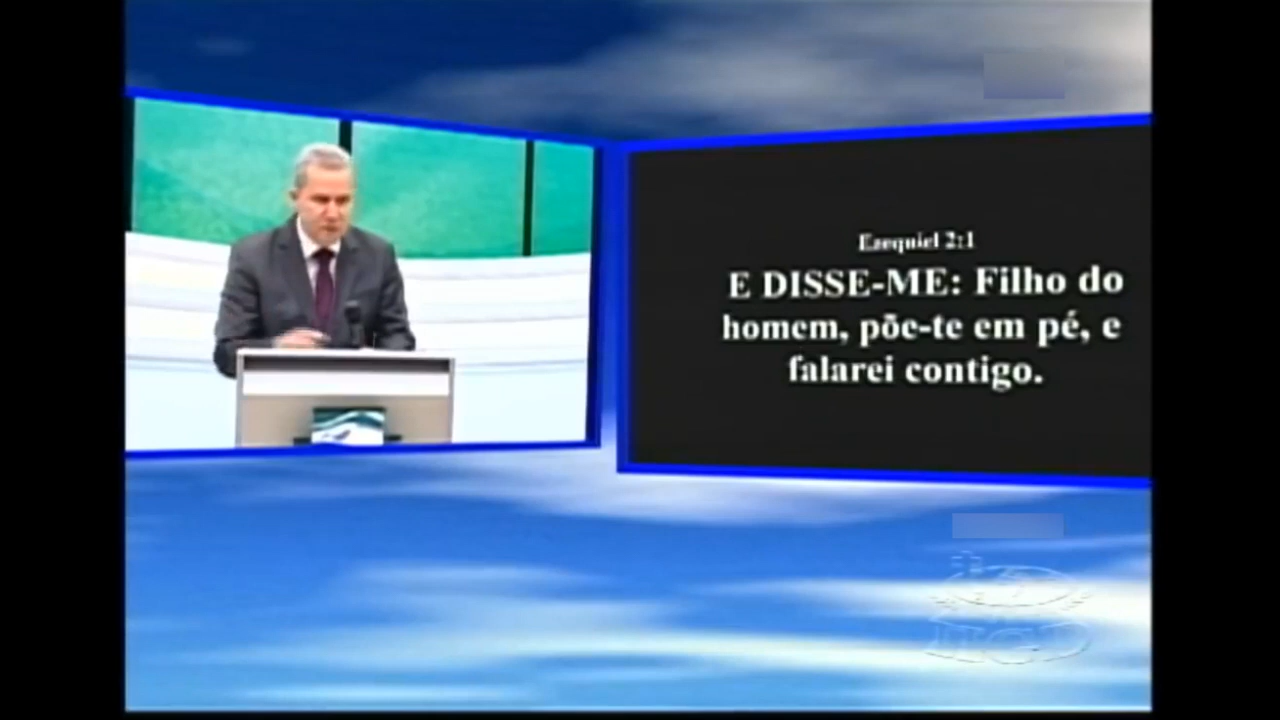 Ezequiel 2:1
E DISSE-ME: Filho do
homem, põe-te em pé, e
falarei contigo.